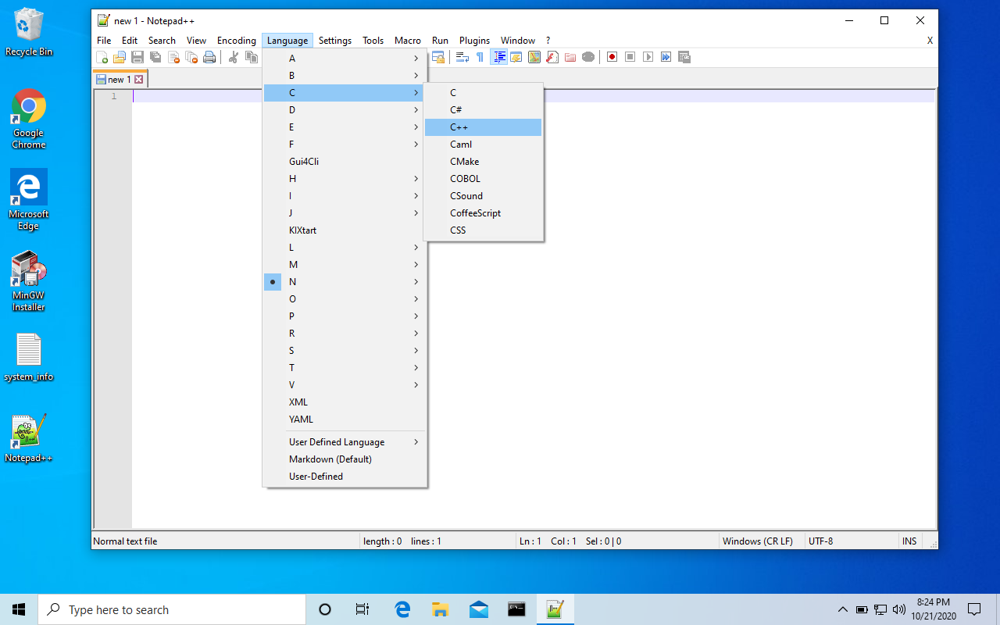 Recycle Bin
Google
Chrome
Microsoft
Edge
MinGW
Installer
system_info
Notepad++
new 1 - Notepad++
File Edit Search View Encoding Language Settings Tools Macro Run Plugins Window ? X
new 1
1
A
B
C
D
E
F
Gui4Cli
H
I
J
KIXtart
L
M
N
O
P
R
S
T
V
XML
YAML
User Defined Language
Markdown (Default)
User-Defined
C
C#
C++
Caml
CMake
COBOL
CSound
CoffeeScript
CSS
Normal text file length : 0 lines : 1 Ln : 1 Col : 1 Sel : 0 | 0 Windows (CR LF) UTF-8 INS
Type here to search
8:24 PM
10/21/2020